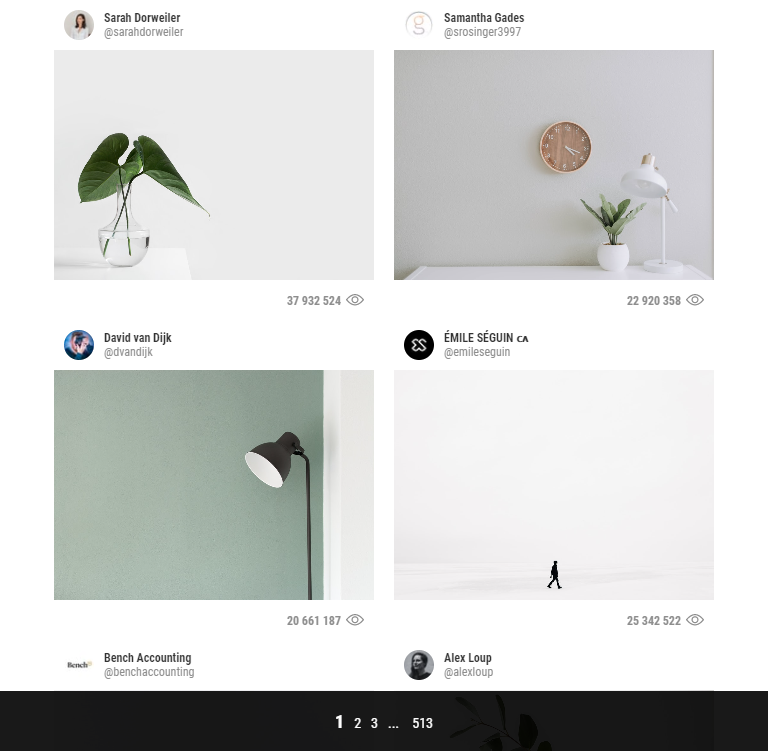 Sarah Dorweiler
@sarahdorweiler
Samantha Gades
@srosinger3997
37 932 524
22 920 358
David van Dijk
@dvandijk
ÉMILE SÉGUIN ᴄᴀ
@emileseguin
20 661 187
25 342 522
Bench
Bench Accounting
@benchaccounting
Alex Loup
@alexloup
1 2 3 ... 513